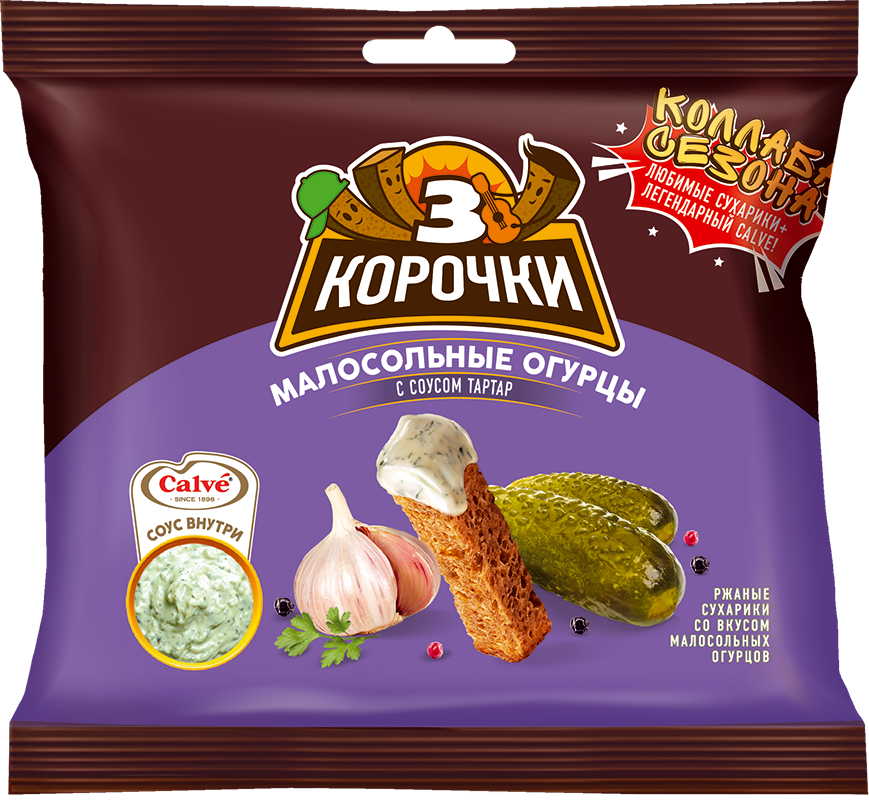 КОЛЛАБА
СЕЗОНА
ЛЮБИМЫЕ СУХАРИКИ+
ЛЕГЕНДАРНЫЙ CALVE!
3
КОРОЧКИ
МАЛОСОЛЬНЫЕ ОГУРЦЫ
С СОУСОМ ТАРТАР
Calvé
SINCE 1898
СОУС ВНУТРИ
РЖАНЫЕ
СУХАРИКИ
СО ВКУСОМ
МАЛОСОЛЬНЫХ
ОГУРЦОВ